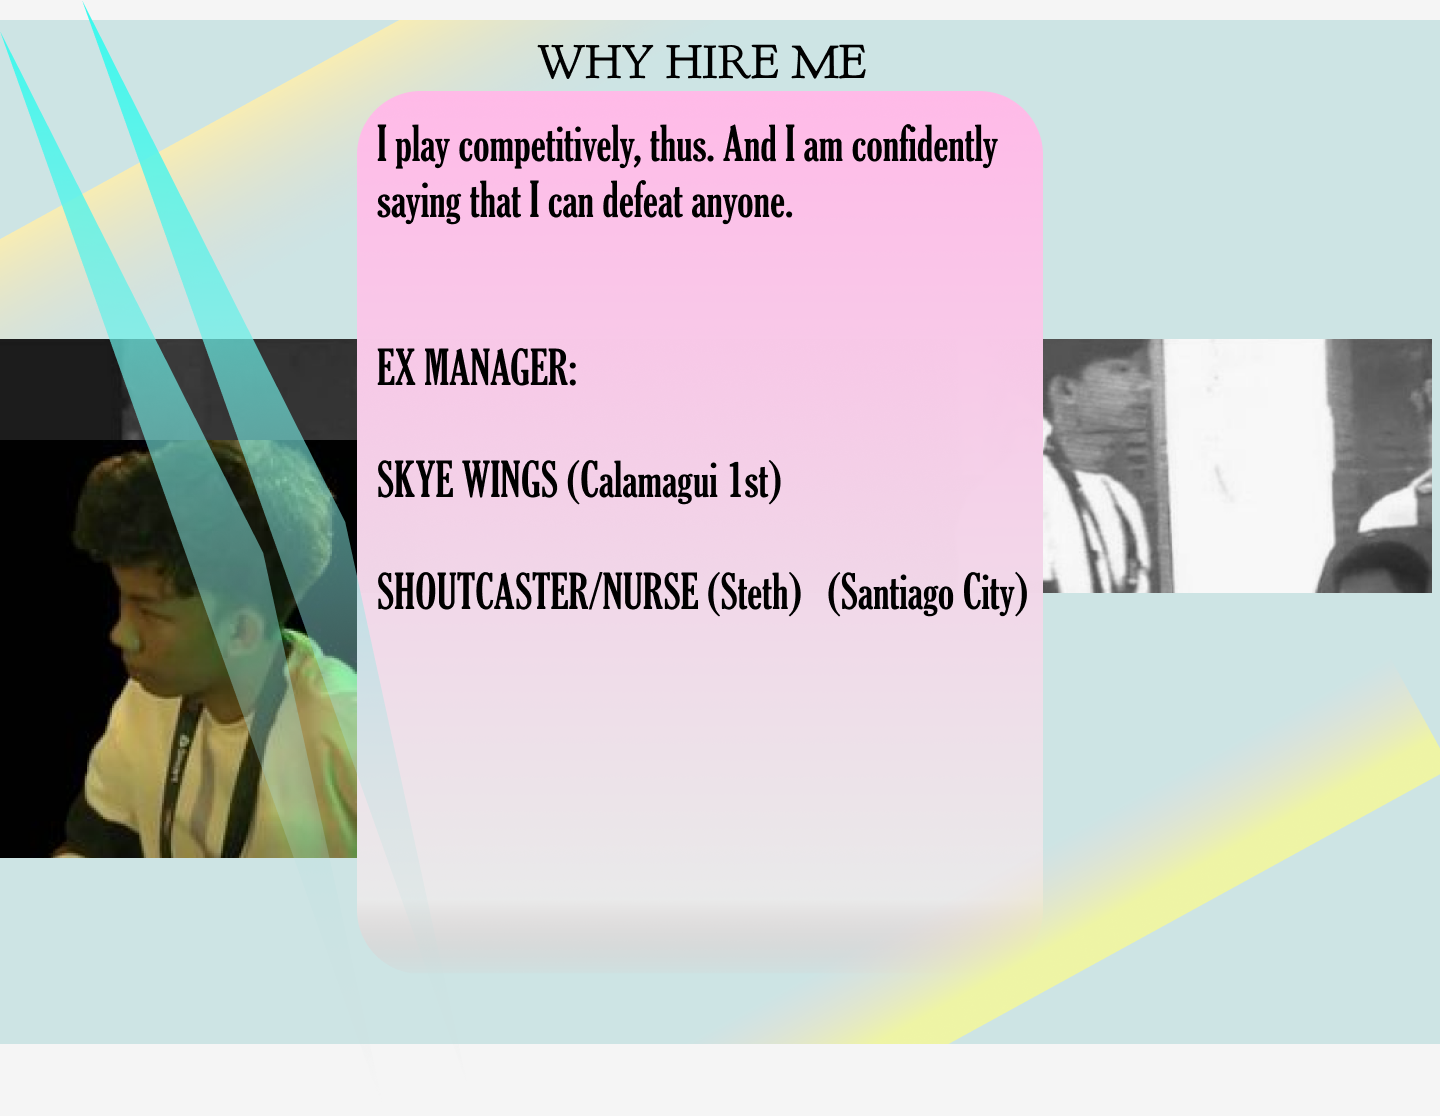 WHY HIRE ME
I play competitively, thus. And I am confidently
saying that I can defeat anyone.
EX MANAGER:
SKYE WINGS (Calamagui 1st)
SHOUTCASTER/NURSE (Steth) (Santiago City)